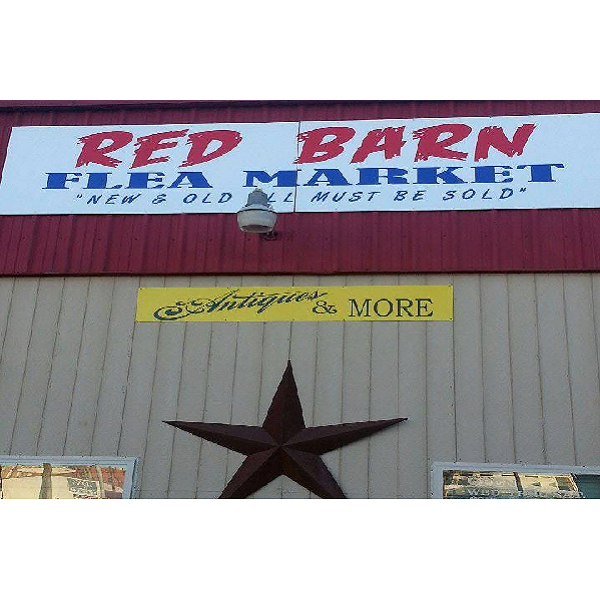 RED BARN
FLEA MARKET
"NEW & OLD ALL MUST BE SOLD"
Antiques & MORE